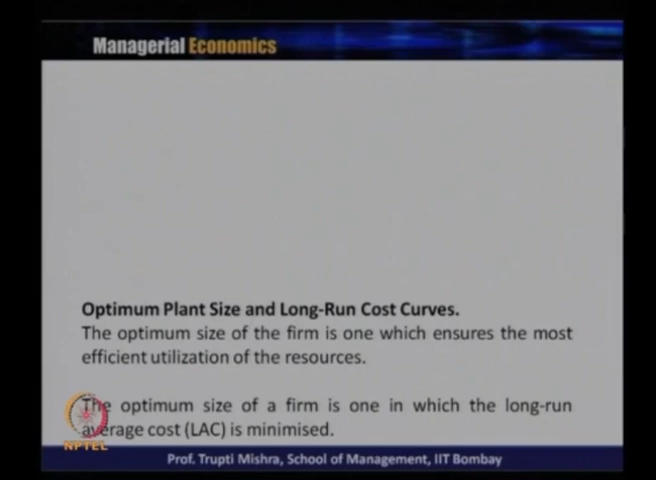 Managerial Economics
Optimum Plant Size and Long-Run Cost Curves.
The optimum size of the firm is one which ensures the most
efficient utilization of the resources.
The optimum size of a firm is one in which the long-run
average cost (LAC) is minimised.
NPTEL
Prof. Trupti Mishra, School of Management, IIT Bombay